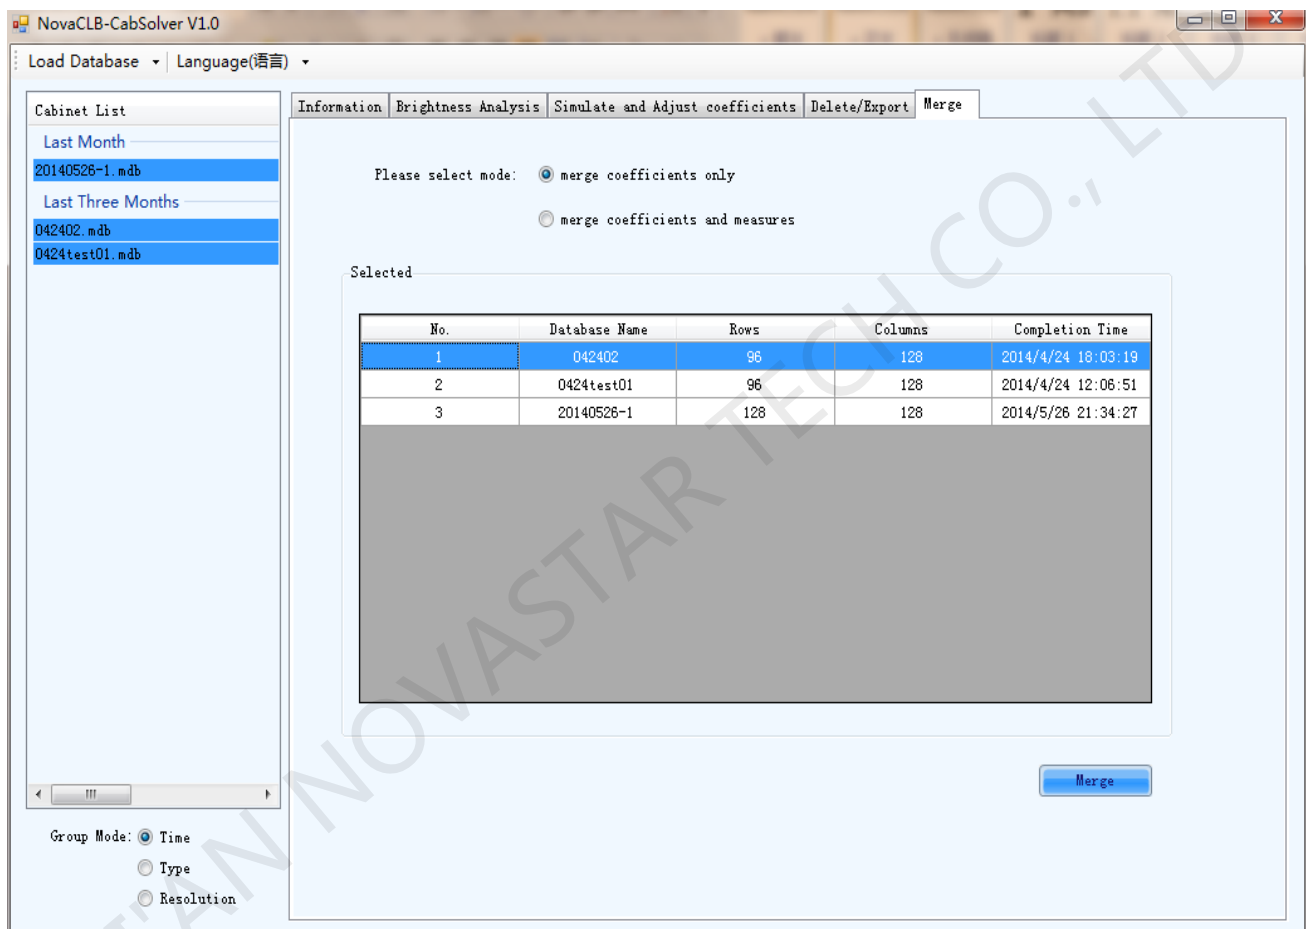 NovaCLB-CabSolver V1.0
Load Database Language(语言)
Cabinet List
Last Month
20140526-1.mdb
Last Three Months
042402.mdb
0424test01.mdb
Information Brightness Analysis Simulate and Adjust coefficients Delete/Export Merge
Please select mode: merge coefficients only
merge coefficients and measures
Selected
No. Database Name Rows Columns Completion Time
1 042402 96 128 2014/4/24 18:03:19
2 0424test01 96 128 2014/4/24 12:06:51
3 20140526-1 128 128 2014/5/26 21:34:27
Merge
Group Mode: Time
Type
Resolution
I'AN NOVASTAR TECH CO., LTD